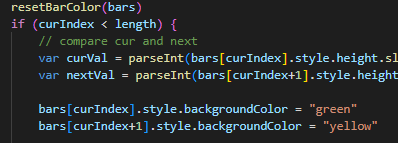 resetBarColor(bars)
if (curIndex < length) {
// compare cur and next
var curVal = parseInt(bars[curIndex].style.height.sl
var nextVal = parseInt(bars[curIndex+1].style.height
bars[curIndex].style.backgroundColor = "green"
bars[curIndex+1].style.backgroundColor = "yellow"